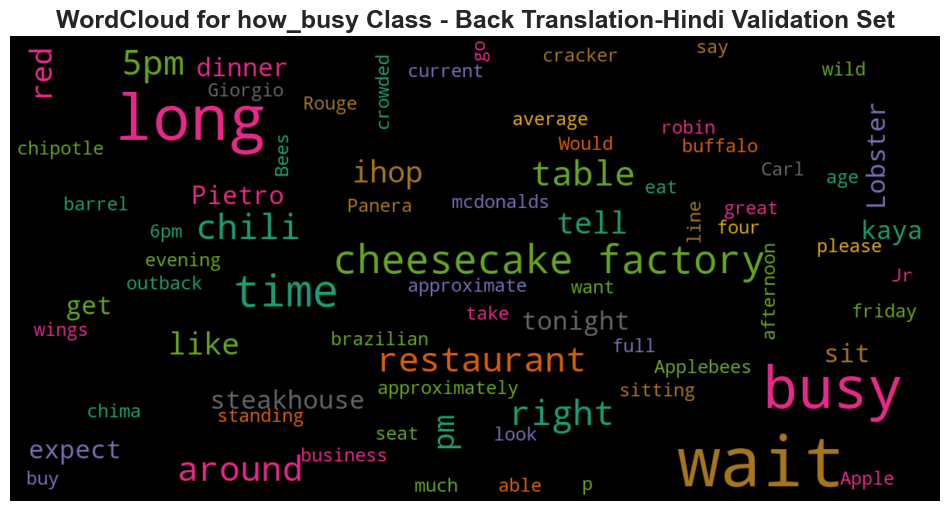 WordCloud for how_busy Class - Back Translation-Hindi Validation Set
red
5pm
dinner
Giorgio
crowded
current
go
cracker
say
wild
long
Rouge
average
Would
robin
buffalo
Lobster
chipotle
Bees
ihop
table
eat
Carl
age
barrel
Pietro
Panera
mcdonalds
line
great
6pm
chili
tell
four
kaya
please
evening
cheesecake factory
afternoon
Jr
outback
time
approximate
want
get
friday
wings
take
tonight
like
brazilian
full
sit
restaurant
Applebees
steakhouse
approximately
sitting
busy
chima
standing
right
seat
pm
look
expect
business
wait
buy
around
much
able
p
Apple